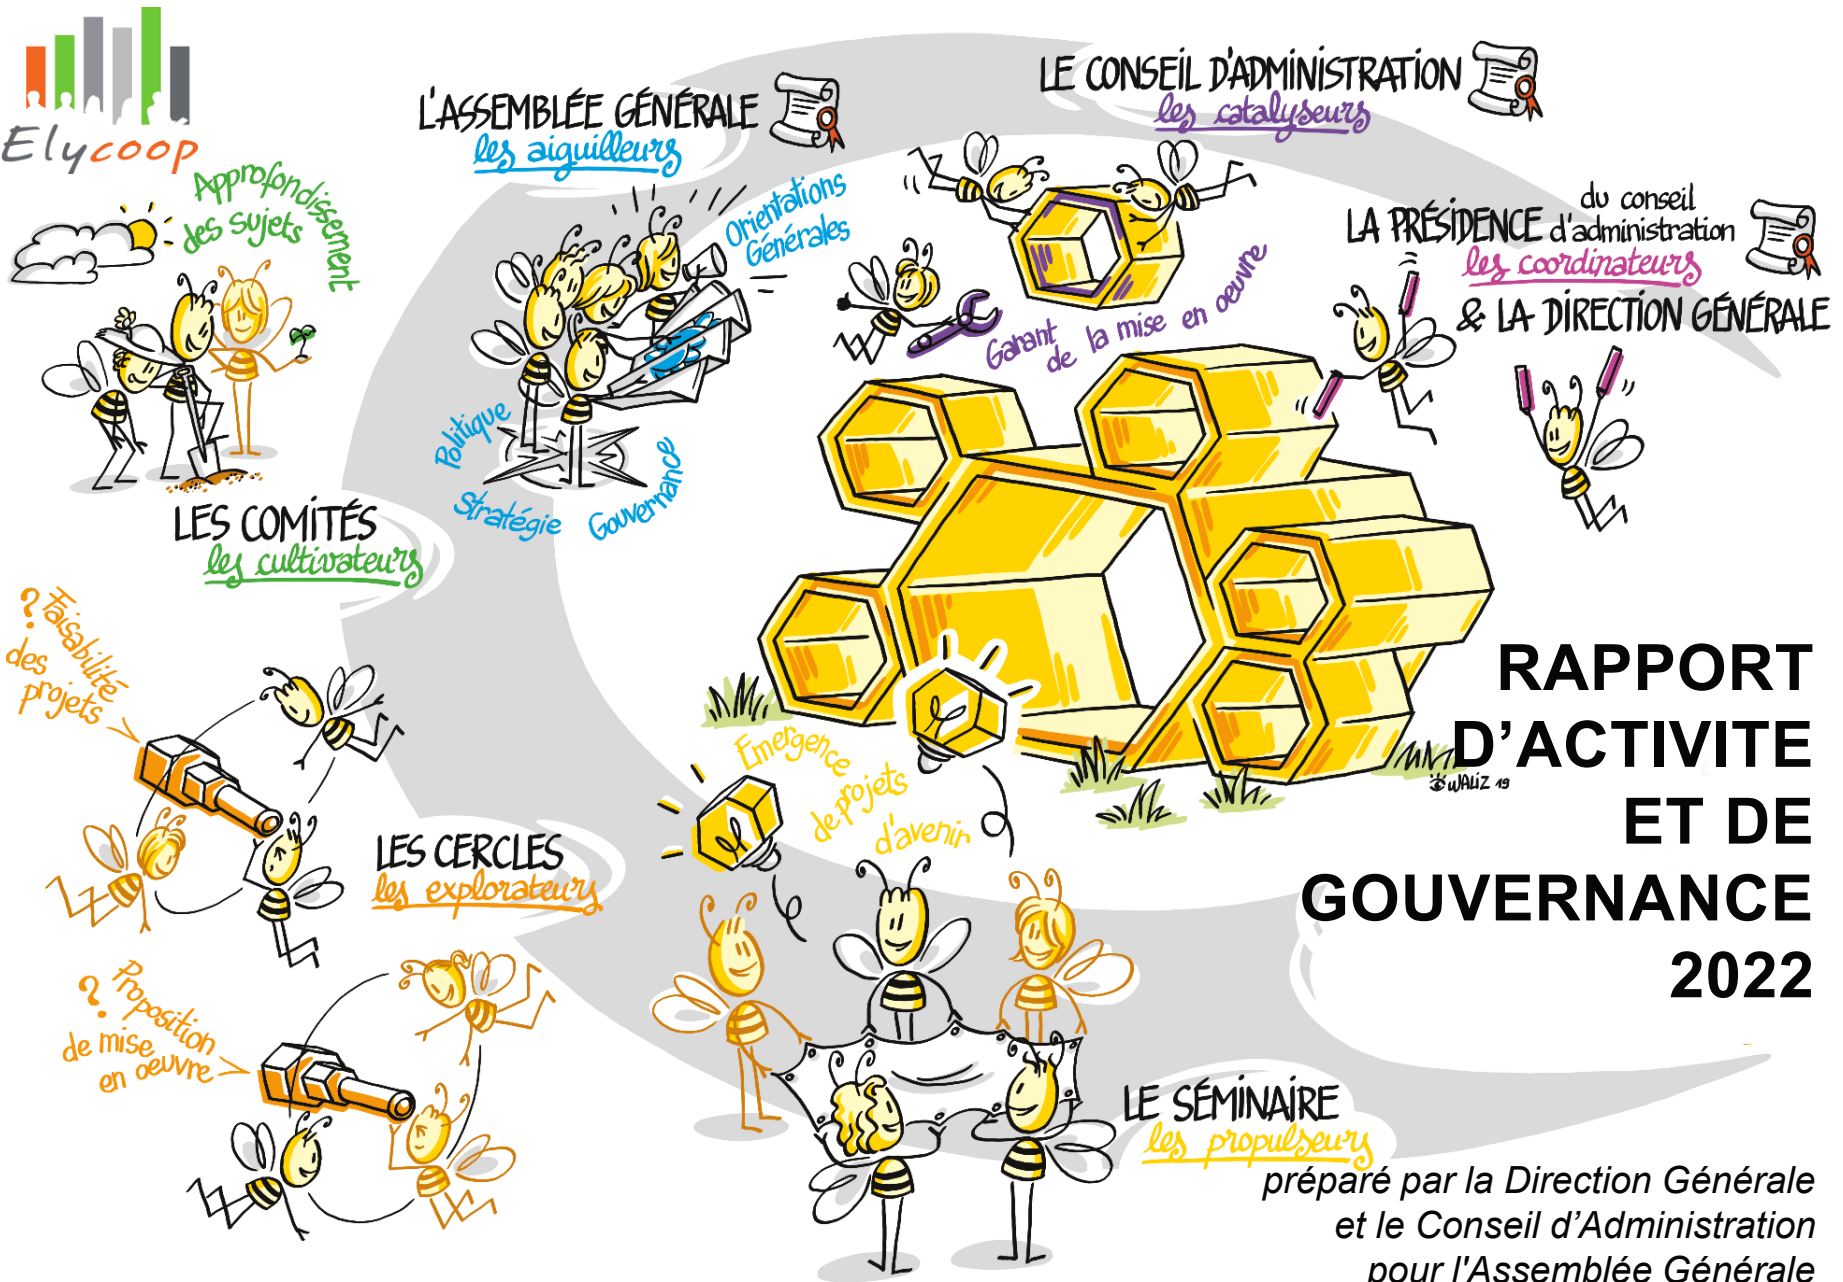 Elycoop
L'ASSEMBLÉE GÉNÉRALE
les aiguilleurs
LE CONSEIL D'ADMINISTRATION
les catalyseurs
du conseil
LA PRÉSIDENCE d'administration
les coordinateurs
& LA DIRECTION GÉNÉRALE
Approfondissement
des sujets
Orientations
Générales
Garant
de la mise en oeuvre
Politique
Stratégie
Gouvernance
LES COMITÉS
les cultivateurs
? Faisabilité
des
projets
Emergence
de projets
d'avenir
WALIZ 19
LES CERCLES
les explorateurs
? Proposition
de mise
en oeuvre
LE SÉMINAIRE
les propulseurs
RAPPORT
D'ACTIVITE
ET DE
GOUVERNANCE
2022
préparé par la Direction Générale
et le Conseil d'Administration
pour l'Assemblée Générale